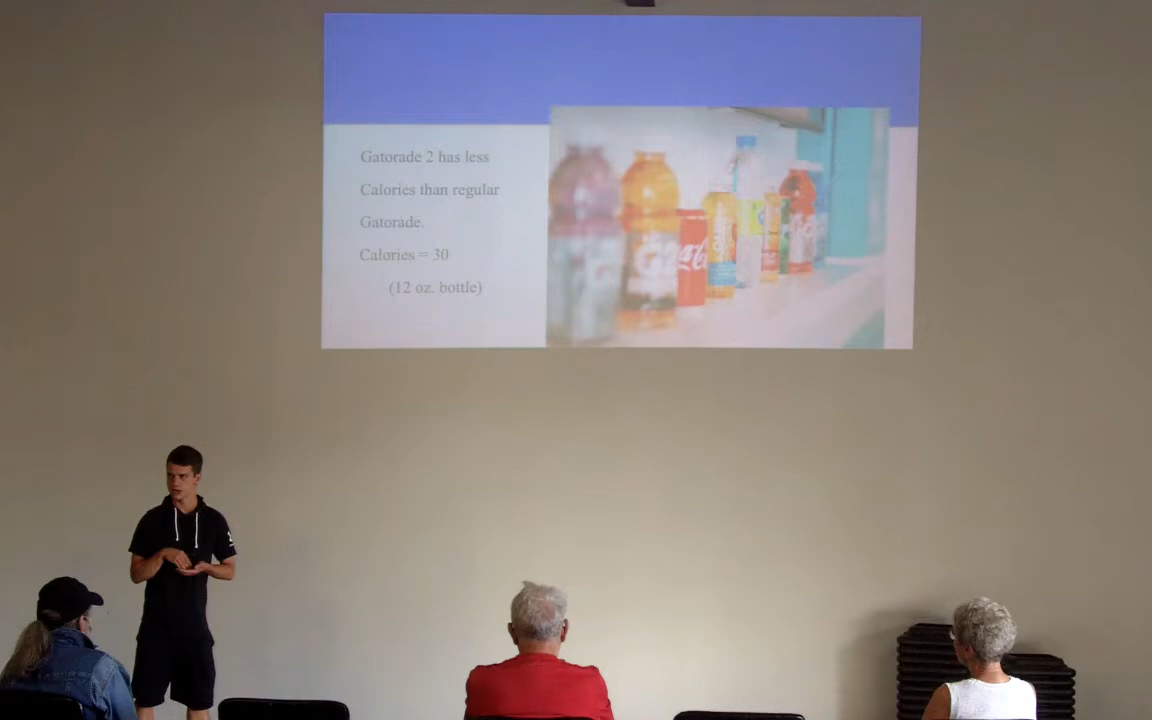 Gatorade 2 has less
Calories than regular
Gatorade.
Calories = 30
(12 oz. bottle)